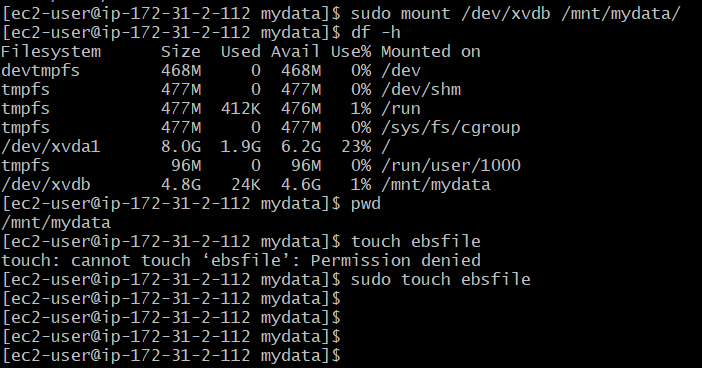 [ec2-user@ip-172-31-2-112 mydata]$ sudo mount /dev/xvdb /mnt/mydata/
[ec2-user@ip-172-31-2-112 mydata]$ df -h
Filesystem      Size  Used Avail Use% Mounted on
devtmpfs        468M     0  468M   0% /dev
tmpfs           477M     0  477M   0% /dev/shm
tmpfs           477M  412K  476M   1% /run
tmpfs           477M     0  477M   0% /sys/fs/cgroup
/dev/xvda1      8.0G  1.9G  6.2G  23% /
tmpfs            96M     0   96M   0% /run/user/1000
/dev/xvdb       4.8G   24K  4.6G   1% /mnt/mydata
[ec2-user@ip-172-31-2-112 mydata]$ pwd
/mnt/mydata
[ec2-user@ip-172-31-2-112 mydata]$ touch ebsfile
touch: cannot touch ‘ebsfile’: Permission denied
[ec2-user@ip-172-31-2-112 mydata]$ sudo touch ebsfile
[ec2-user@ip-172-31-2-112 mydata]$
[ec2-user@ip-172-31-2-112 mydata]$
[ec2-user@ip-172-31-2-112 mydata]$
[ec2-user@ip-172-31-2-112 mydata]$